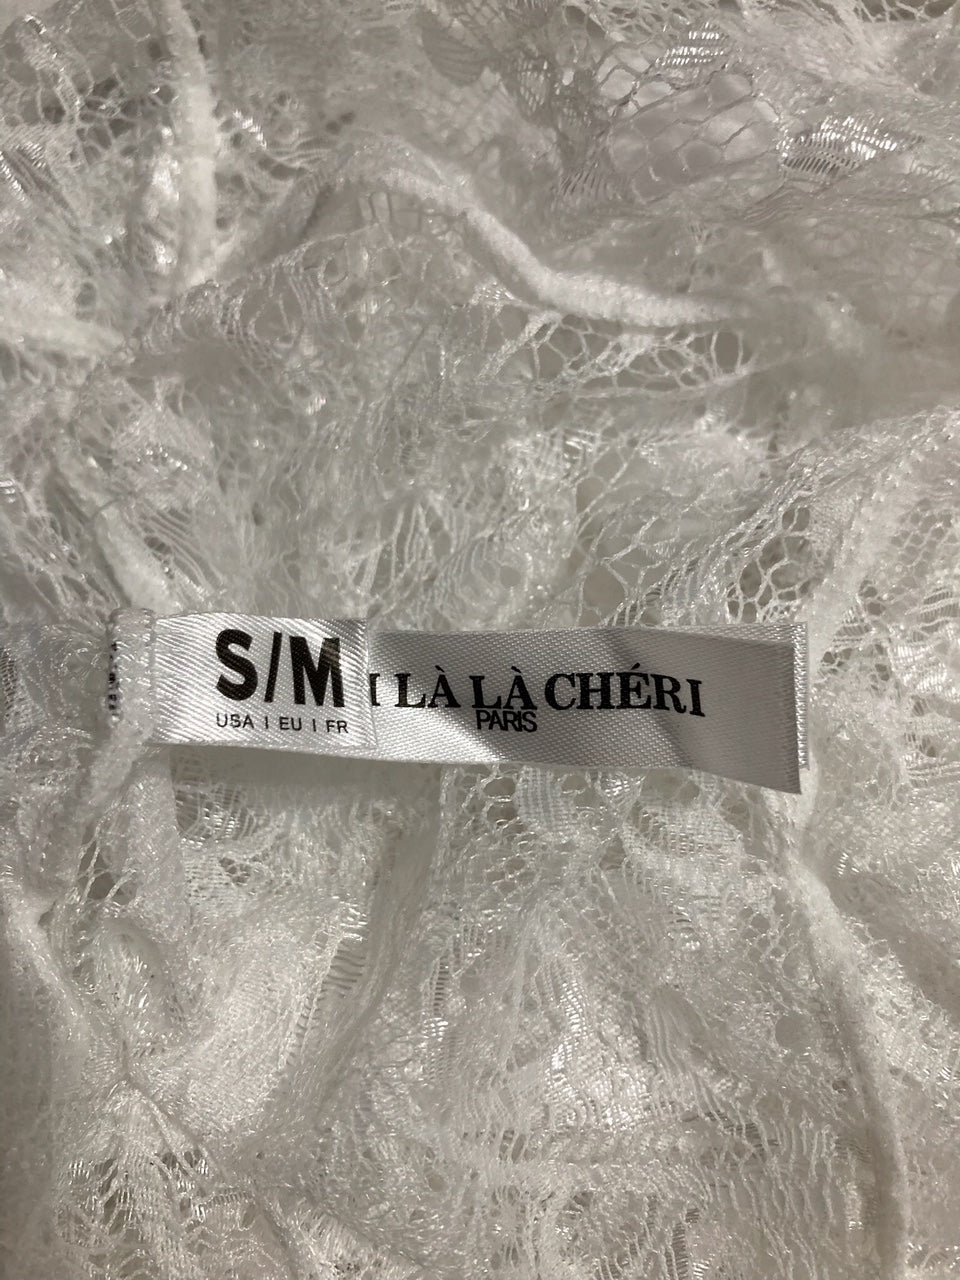 S/M
USA | EU | FR
LÀ LÀ CHÉRI
PARIS